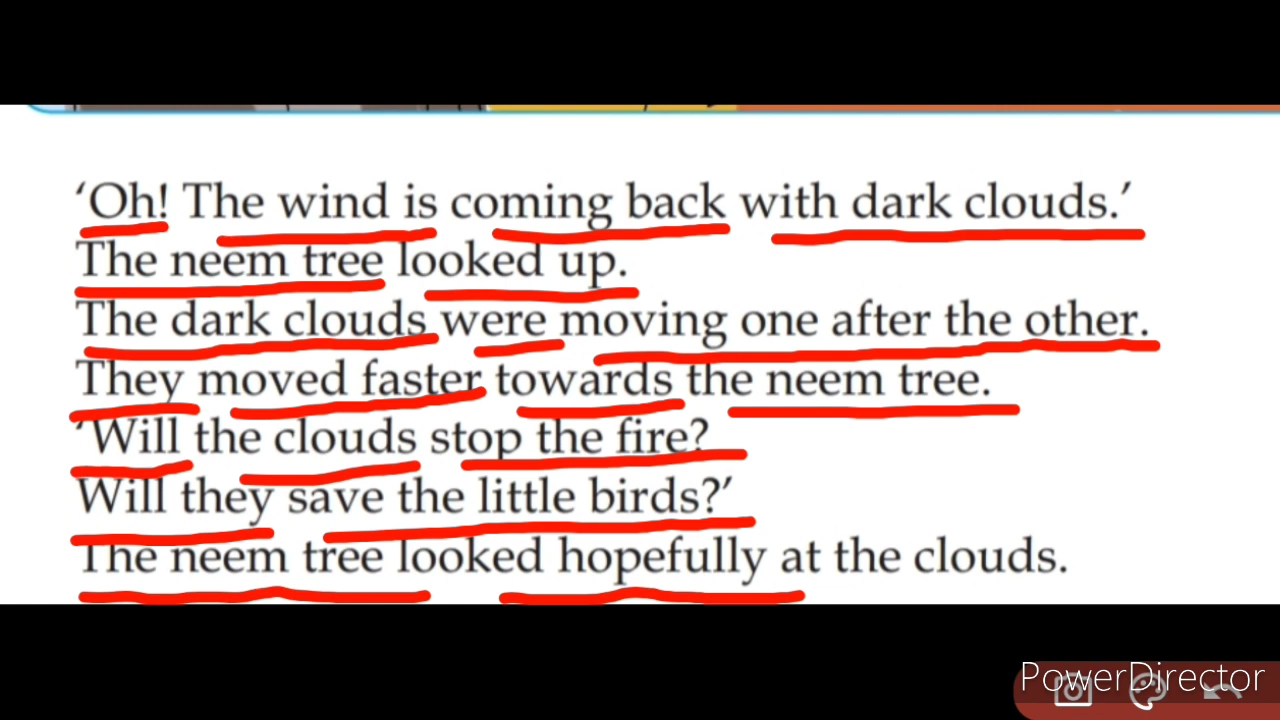 ‘Oh! The wind is coming back with dark clouds.’
The neem tree looked up.
The dark clouds were moving one after the other.
They moved faster towards the neem tree.
‘Will the clouds stop the fire?
Will they save the little birds?’
The neem tree looked hopefully at the clouds.
PowerDirector